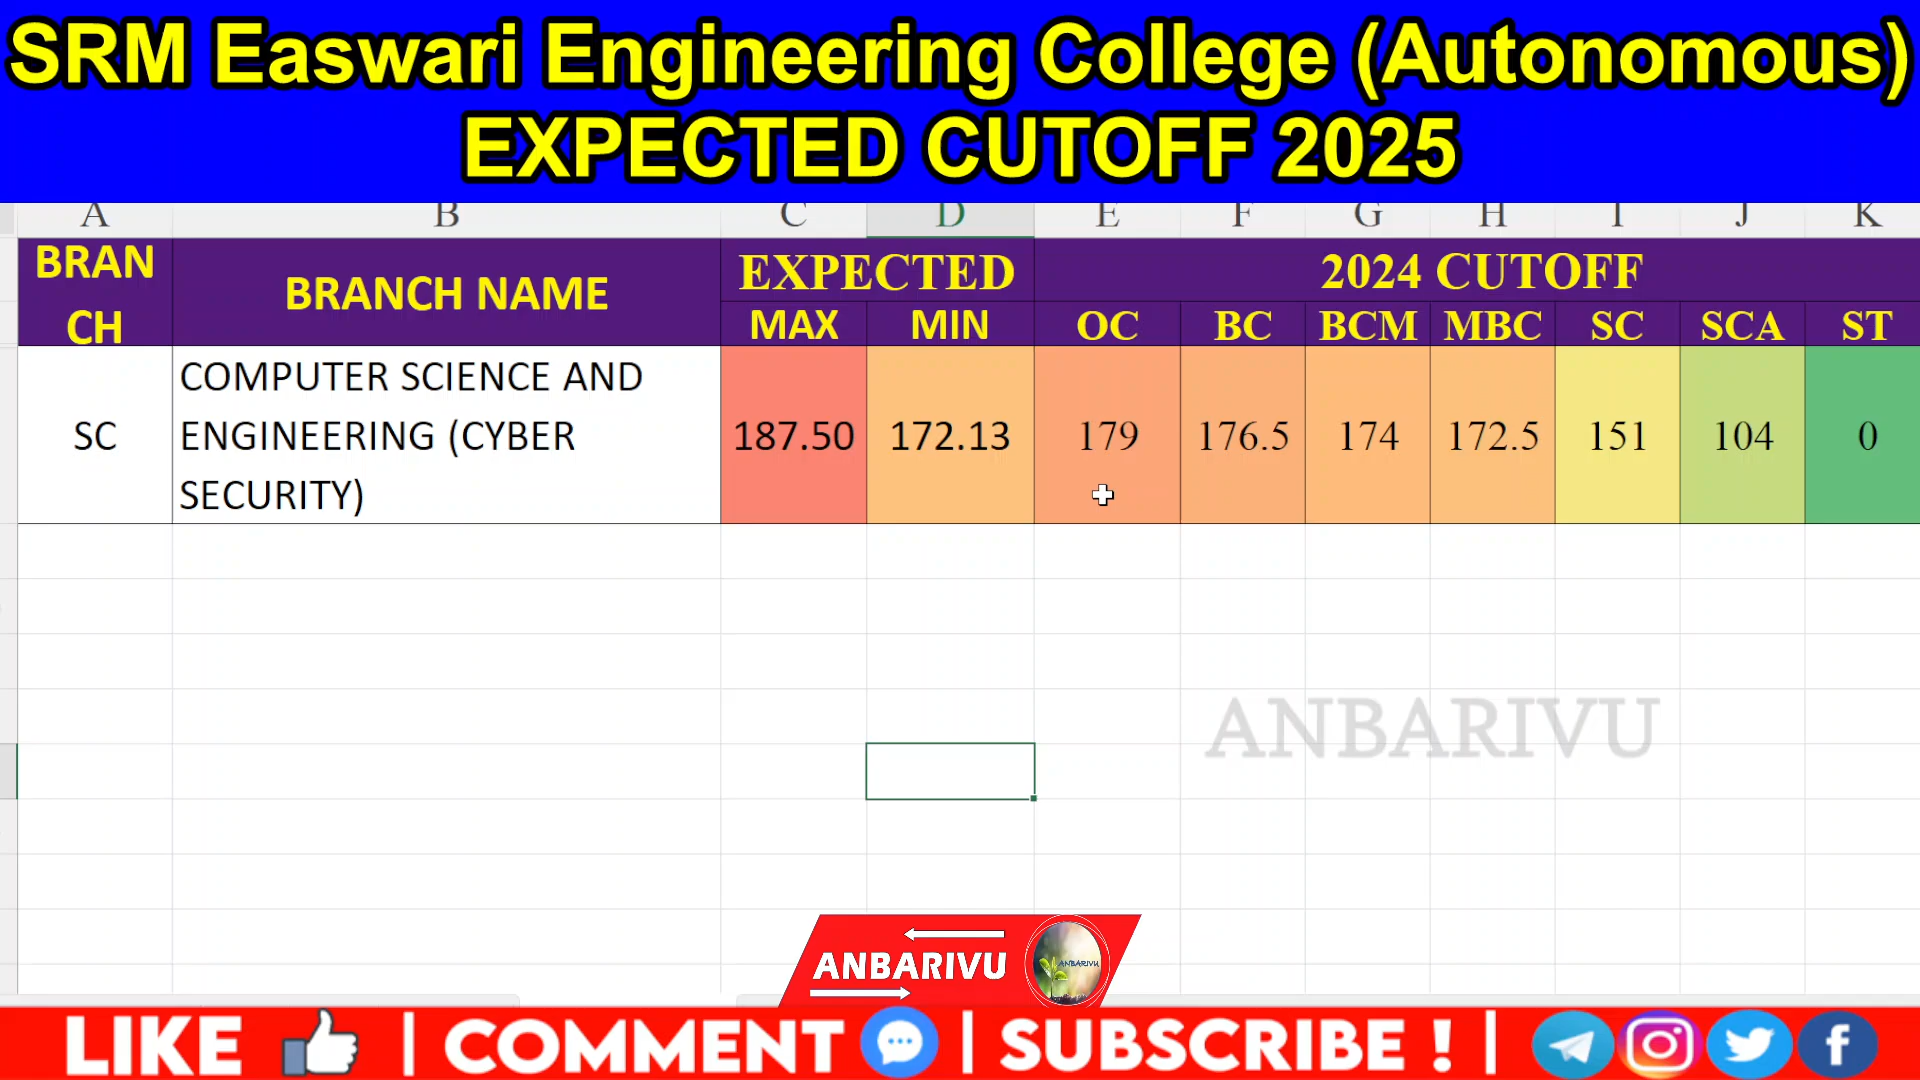 SRM Easwari Engineering College (Autonomous)
EXPECTED CUTOFF 2025
A B C D E F G H I J K
BRAN
CH
BRANCH NAME
EXPECTED
2024 CUTOFF
MAX MIN OC BC BCM MBC SC SCA ST
SC
COMPUTER SCIENCE AND
ENGINEERING (CYBER
SECURITY)
187.50 172.13 179 176.5 174 172.5 151 104 0
ANBARIVU
ANBARIVU
ANBARIVU
LIKE | COMMENT | SUBSCRIBE ! |